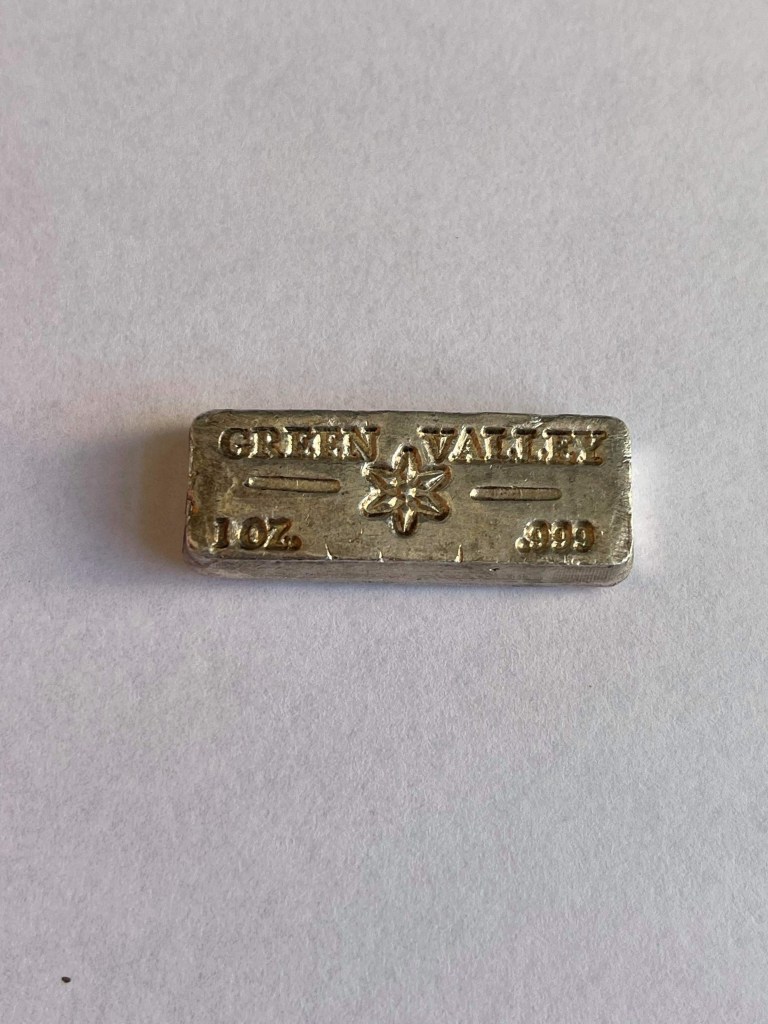 GREEN VALLEY
1 OZ. .999